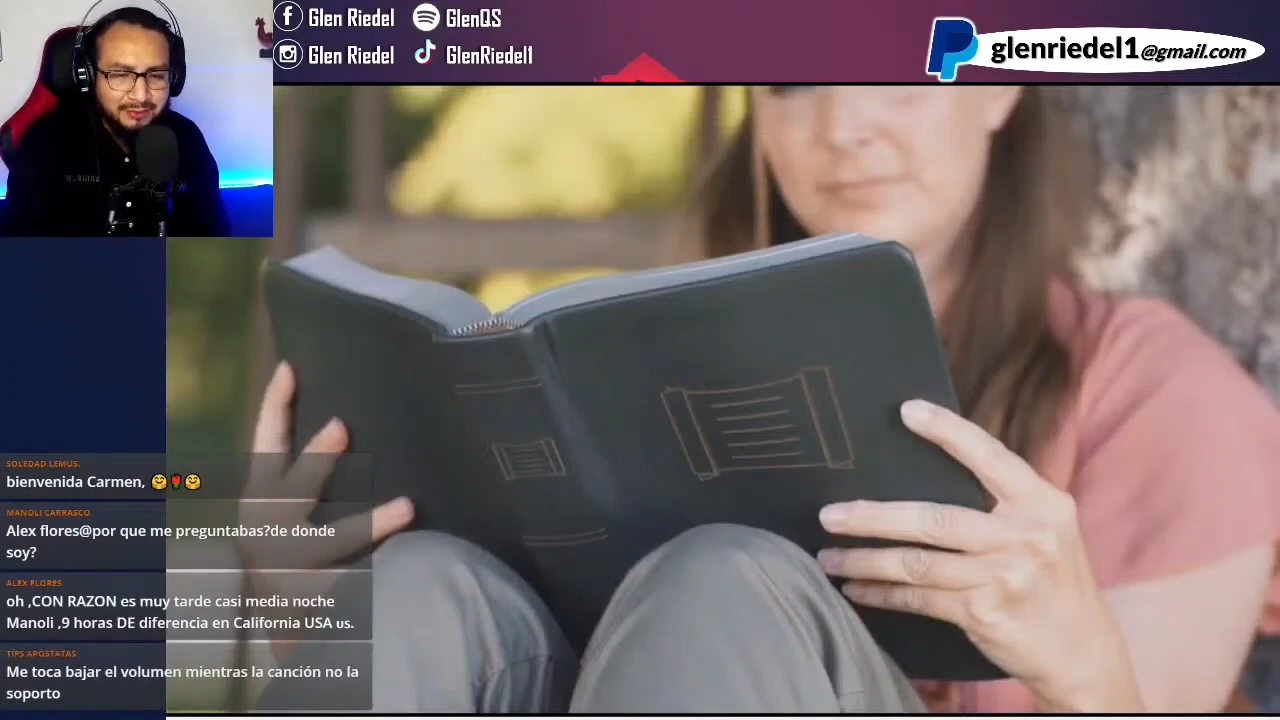 Glen Riedel
GlenQS
Glen Riedel
GlenRiedel1
glenriedel1@gmail.com
SOLEDAD LEMUS.
bienvenida Carmen, 🤗🌹🤗
MANOLI CARRASCO
Alex flores@por que me preguntabas?de donde
soy?
ALEX FLORES
oh ,CON RAZON es muy tarde casi media noche
Manoli ,9 horas DE diferencia en California USA us.
TÍPS APÓSTATAS
Me toca bajar el volumen mientras la canción no la
soporto